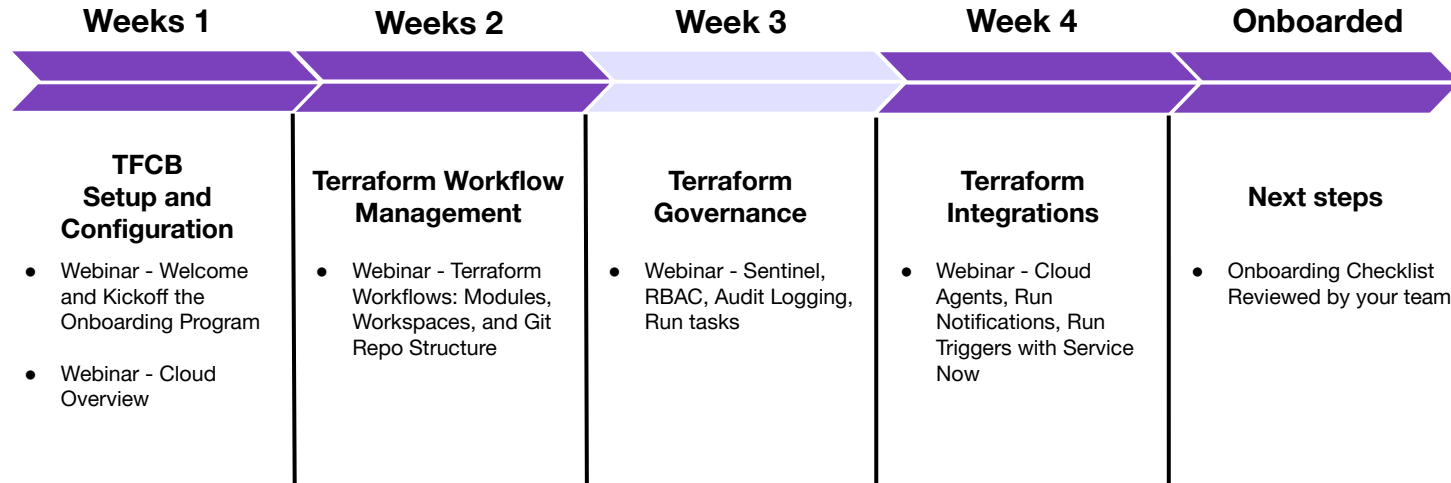 Weeks 1
Weeks 2
Week 3
Week 4
Onboarded
TFCB
Setup and
Configuration
● Webinar - Welcome
and Kickoff the
Onboarding Program
● Webinar - Cloud
Overview
Terraform Workflow
Management
● Webinar - Terraform
Workflows: Modules,
Workspaces, and Git
Repo Structure
Terraform
Governance
● Webinar - Sentinel,
RBAC, Audit Logging,
Run tasks
Terraform
Integrations
● Webinar - Cloud
Agents, Run
Notifications, Run
Triggers with Service
Now
Next steps
● Onboarding Checklist
Reviewed by your team